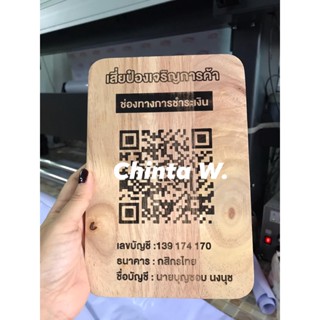 เสี่ยป้องเจริญการค้า
ช่องทางการชำระเงิน
Chinta W.
เลขบัญชี :139 174 170
ธนาคาร : กสิกรไทย
ชื่อบัญชี : นายบุญชอบ นงนุช